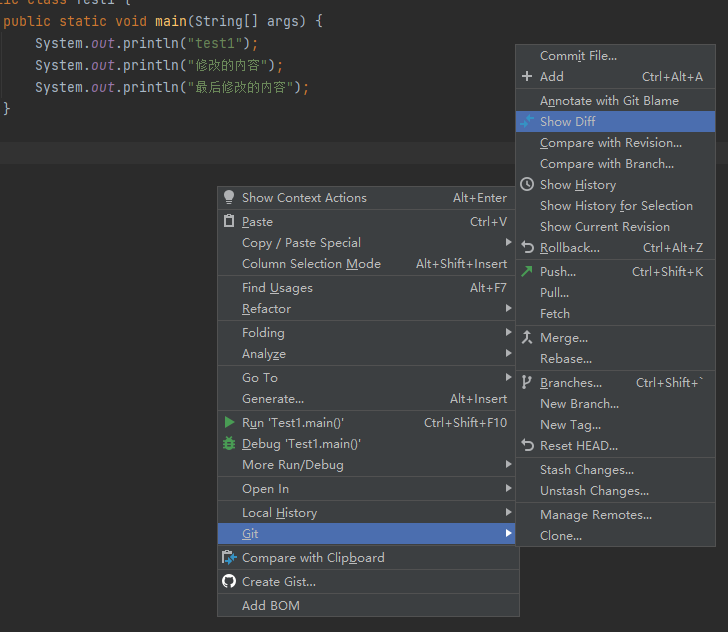 public static void main(String[] args) {
System.out.println("test1");
System.out.println("修改的内容");
System.out.println("最后修改的内容");
}
Show Context Actions Alt+Enter
Paste Ctrl+V
Copy / Paste Special
Column Selection Mode Alt+Shift+Insert
Find Usages Alt+F7
Refactor
Folding
Analyze
Go To
Generate... Alt+Insert
Run 'Test1.main()' Ctrl+Shift+F10
Debug 'Test1.main()'
More Run/Debug
Open In
Local History
Git
Compare with Clipboard
Create Gist...
Add BOM
Commit File...
Add Ctrl+Alt+A
Annotate with Git Blame
Show Diff
Compare with Revision...
Compare with Branch...
Show History
Show History for Selection
Show Current Revision
Rollback... Ctrl+Alt+Z
Push... Ctrl+Shift+K
Pull...
Fetch
Merge...
Rebase...
Branches... Ctrl+Shift+`
New Branch...
New Tag...
Reset HEAD...
Stash Changes...
Unstash Changes...
Manage Remotes...
Clone...